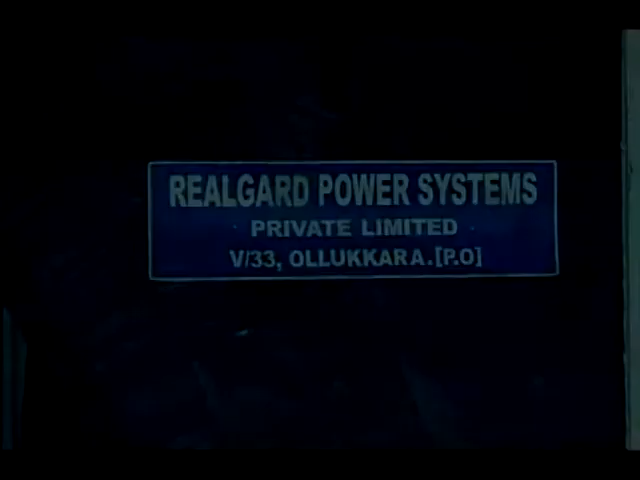 REALGARD POWER SYSTEMS
PRIVATE LIMITED
V/33, OLLUKKARA.[P.O]